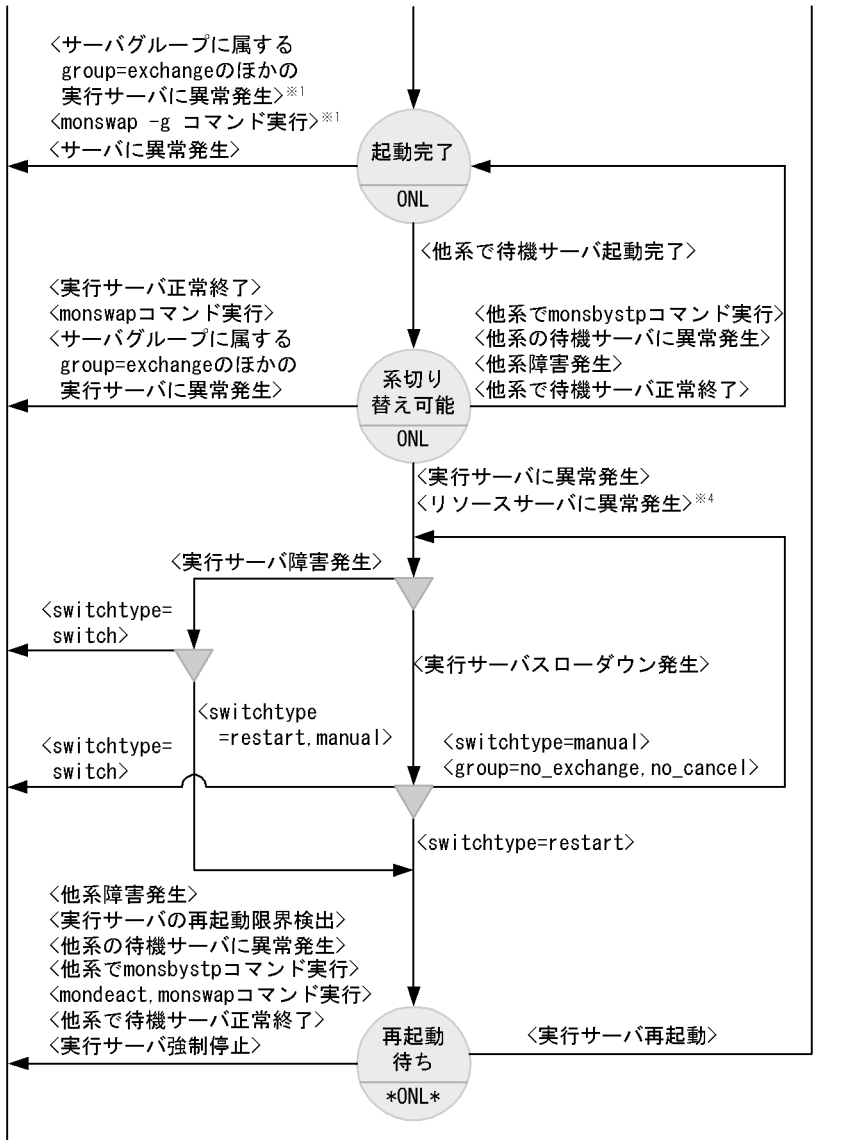 <サーバグループに属する
group=exchangeのほかの
実行サーバに異常発生>※1
<monswap -g コマンド実行>※1
<サーバに異常発生>
起動完了
ONL
<他系で待機サーバ起動完了>
<実行サーバ正常終了>
<monswapコマンド実行>
<サーバグループに属する
group=exchangeのほかの
実行サーバに異常発生>
<他系でmonsbystpコマンド実行>
<他系の待機サーバに異常発生>
<他系障害発生>
<他系で待機サーバ正常終了>
系切り
替え可能
ONL
<実行サーバに異常発生>
<リソースサーバに異常発生>※4
<実行サーバ障害発生>
<switchtype=
switch>
<実行サーバスローダウン発生>
<switchtype
=restart,manual>
<switchtype=
switch>
<switchtype=manual>
<group=no_exchange,no_cancel>
<switchtype=restart>
<他系障害発生>
<実行サーバの再起動限界検出>
<他系の待機サーバに異常発生>
<他系でmonsbystpコマンド実行>
<mondeact,monswapコマンド実行>
<他系で待機サーバ正常終了>
<実行サーバ強制停止>
再起動
待ち
*ONL*
<実行サーバ再起動>